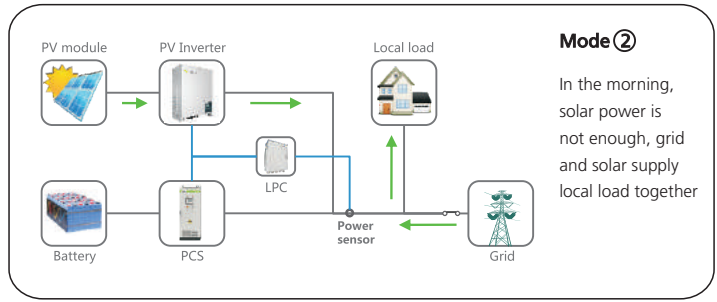 PV module
PV Inverter
Local load
Mode②
In the morning,
solar power is
not enough, grid
and solar supply
local load together
LPC
Power
sensor
Battery
PCS
Grid